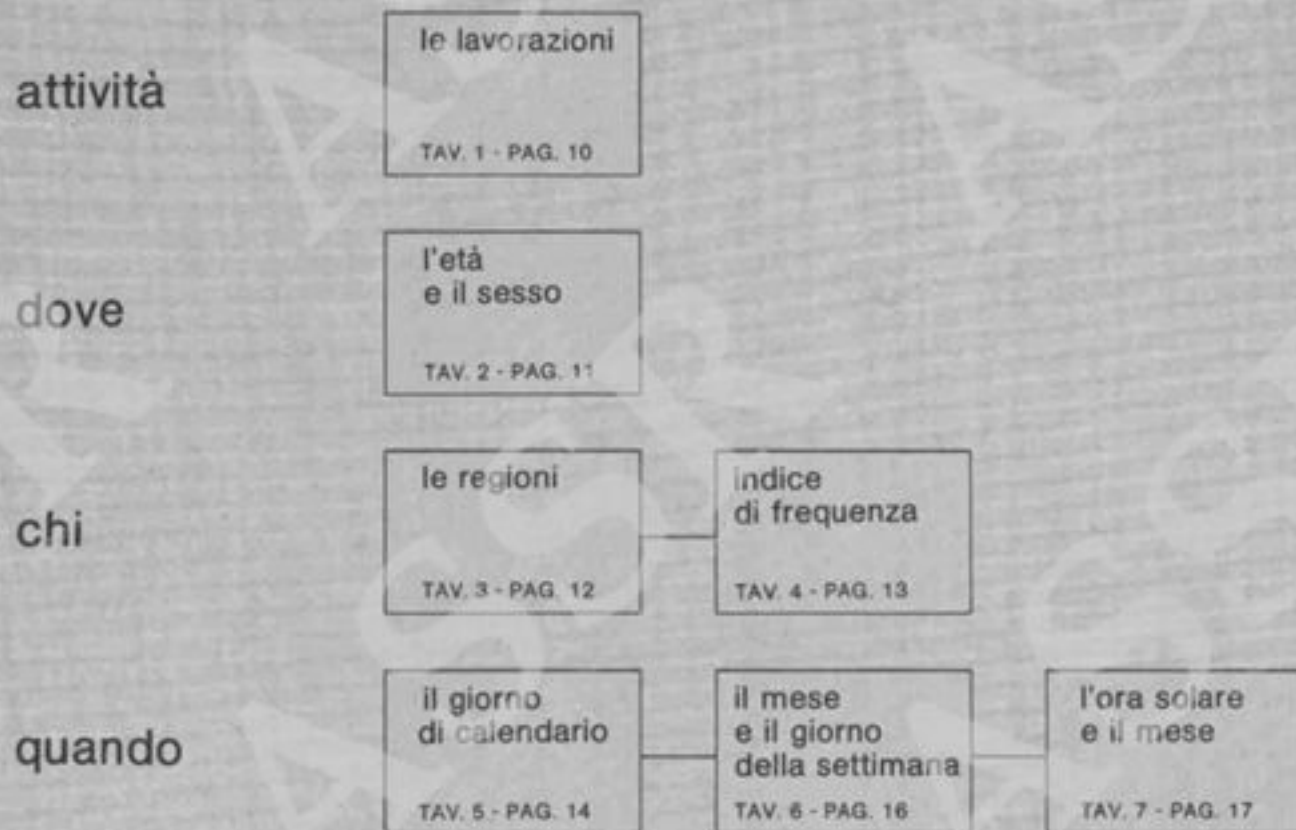 attività
le lavorazioni
TAV. 1 - PAG. 10
dove
l'età
e il sesso
TAV. 2 - PAG. 11
chi
le regioni
TAV. 3 - PAG. 12
indice
di frequenza
TAV. 4 - PAG. 13
quando
il giorno
di calendario
TAV. 5 - PAG. 14
il mese
e il giorno
della settimana
TAV. 6 - PAG. 16
l'ora solare
e il mese
TAV. 7 - PAG. 17